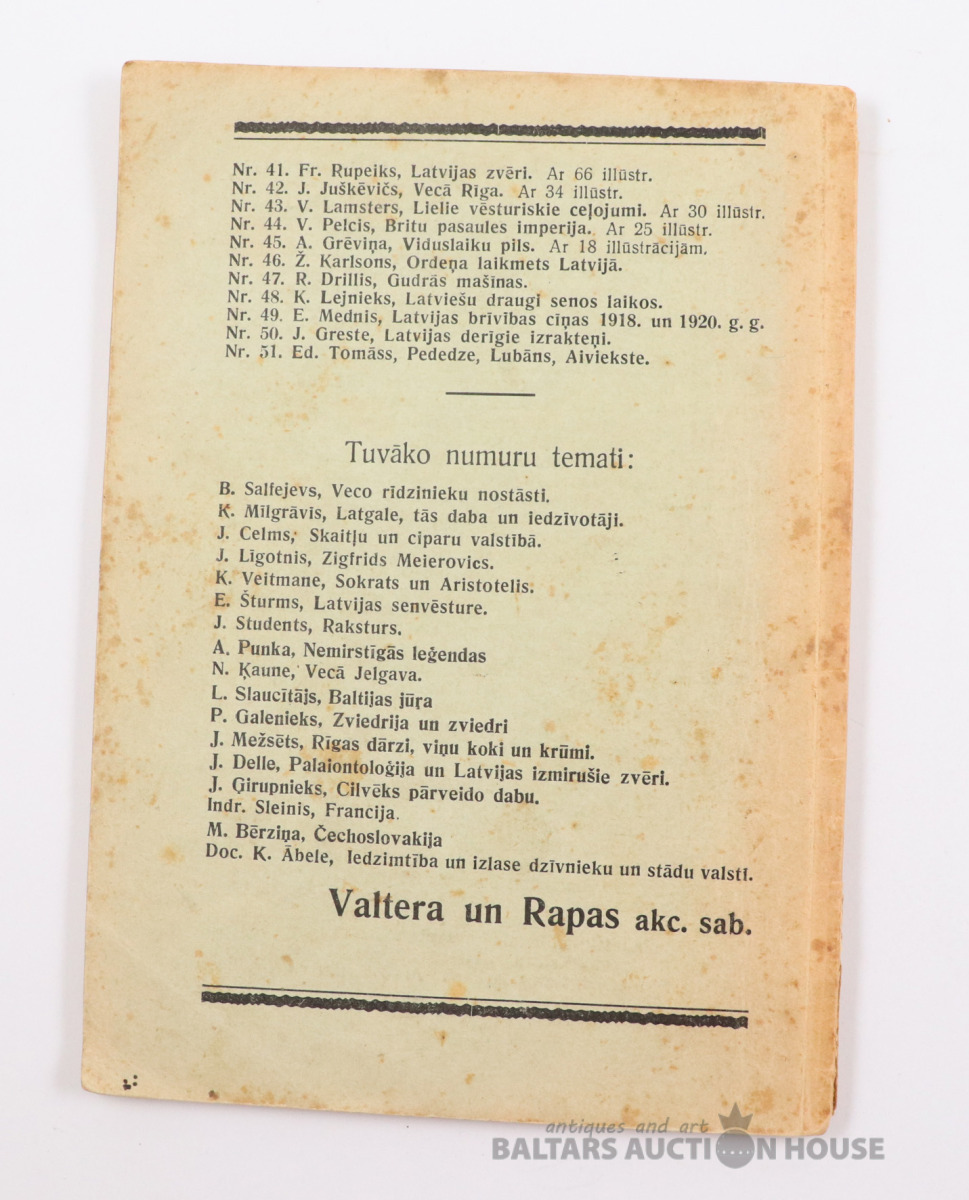 Nr. 41. Fr. Rupeiks, Latvijas zvēri. Ar 66 illūstr.
Nr. 42. J. Juškēvičs, Vecā Rīga. Ar 34 illūstr.
Nr. 43. V. Lamsters, Lielie vēsturiskie ceļojumi. Ar 30 illūstr.
Nr. 44. V. Pelcis, Britu pasaules imperija. Ar 25 illūstr.
Nr. 45. A. Grēviņa, Viduslaiku pils. Ar 18 illūstrācijām.
Nr. 46. Ž. Karlsons, Ordeņa laikmets Latvijā.
Nr. 47. R. Drillis, Gudrās mašīnas.
Nr. 48. K. Lejnieks, Latviešu draugi senos laikos.
Nr. 49. E. Mednis, Latvijas brīvības cīņas 1918. un 1920. g. g.
Nr. 50. J. Greste, Latvijas derīgie izrakteņi.
Nr. 51. Ed. Tomāss, Pededze, Lubāns, Aiviekste.
Tuvāko numuru temati:
B. Salfejevs, Veco rīdzinieku nostāsti.
K. Milgrāvis, Latgale, tās daba un iedzīvotāji.
J. Celms, Skaitļu un ciparu valstībā.
J. Līgotnis, Zigfrids Meierovics.
K. Veitmane, Sokrats un Aristotelis.
E. Šturms, Latvijas senvēsture.
J. Students, Raksturs.
A. Punka, Nemirstīgās leģendas
N. Ķaune, Vecā Jelgava.
L. Slaucītājs, Baltijas jūra
P. Galenieks, Zviedrija un zviedri
J. Mežsēts, Rīgas dārzi, viņu koki un krūmi.
J. Delle, Palaiontoloģija un Latvijas izmirušie zvēri.
J. Ģirupnieks, Cilvēks pārveido dabu.
Indr. Sleinis, Francija.
M. Bērziņa, Čechoslovakija
Doc. K. Ābele, Iedzimtība un izlase dzīvnieku un stādu valstī.
Valtera un Rapas akc. sab.
antiques and art
BALTARS AUCTION HOUSE